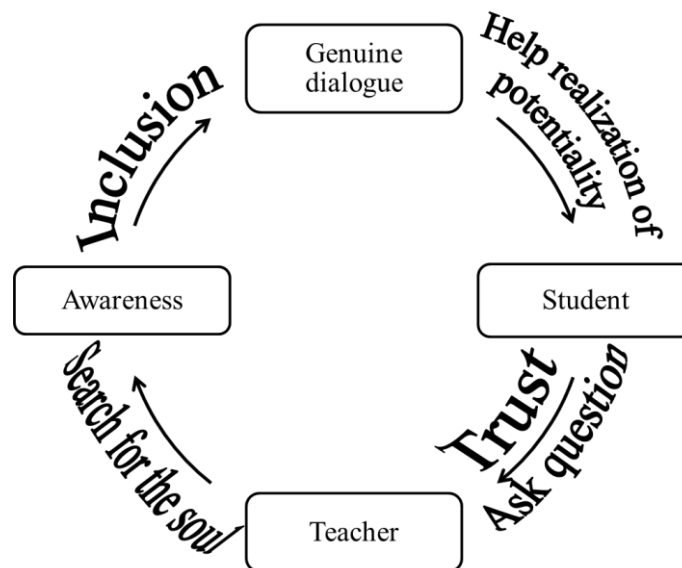 Genuine
dialogue
Help realization of
potentiality
Student
Trust
Ask question
Teacher
Search for the soul
Awareness
Inclusion